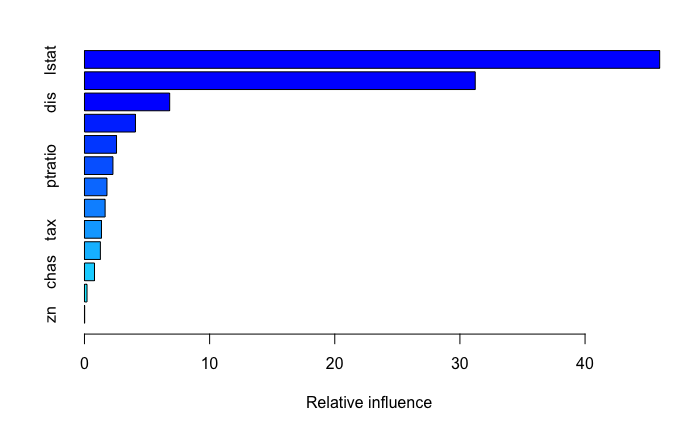 lstat
dis
ptratio
tax
chas
zn
0 10 20 30 40
Relative influence